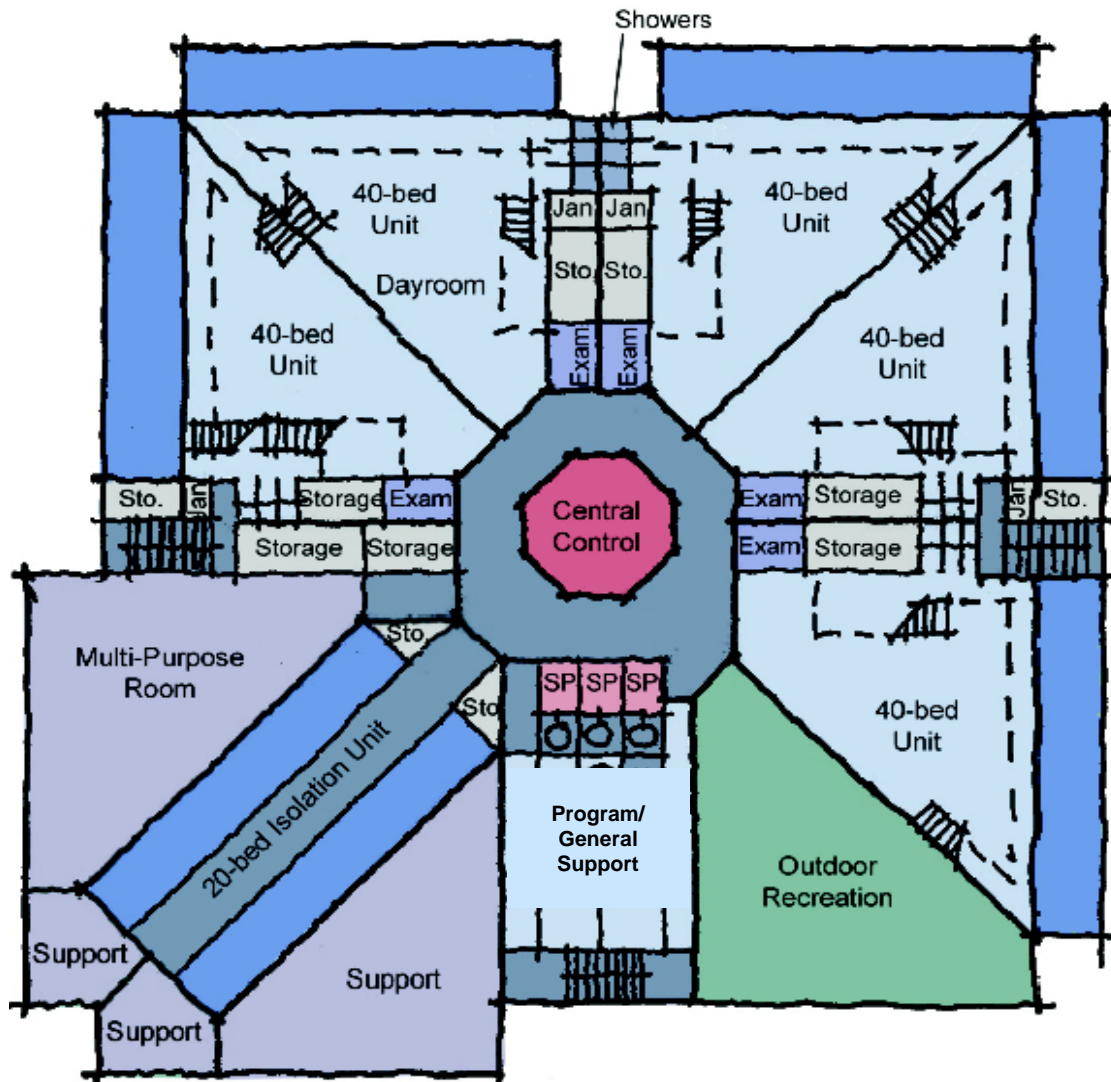 Showers
40-bed
Unit
40-bed
Unit
Jan
Jan
Sto.
Sto.
Dayroom
40-bed
Unit
40-bed
Unit
Exam
Exam
Sto.
Jan
Storage
Exam
Storage
Storage
Central
Control
Exam
Storage
Jan
Sto.
Exam
Storage
Multi-Purpose
Room
Sto.
SP
SP
SP
Sto
40-bed
Unit
20-bed Isolation Unit
Program/
General
Support
Outdoor
Recreation
Support
Support
Support